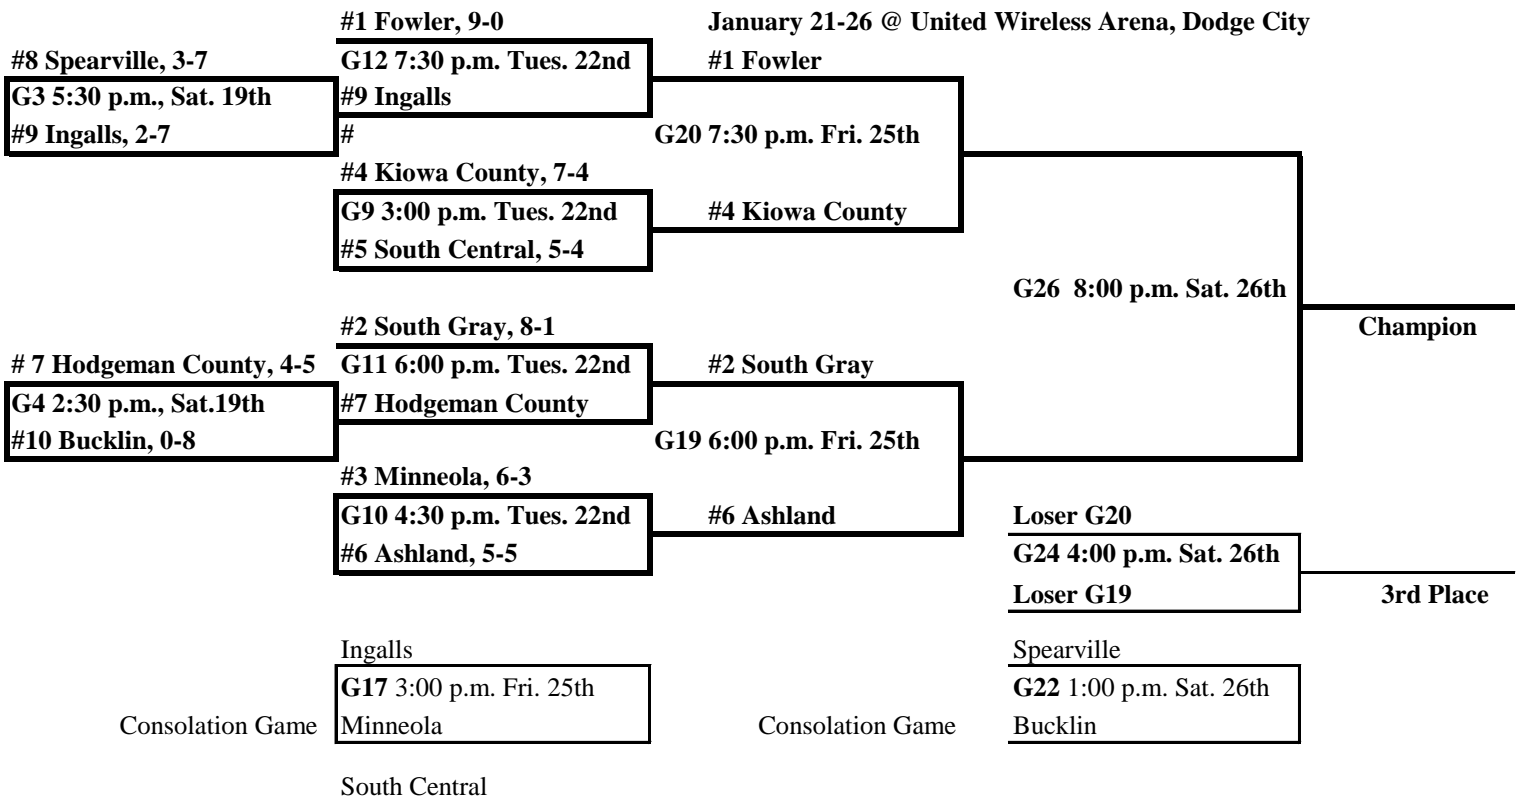 #1 Fowler, 9-0
January 21-26 @ United Wireless Arena, Dodge City
#8 Spearville, 3-7
G12 7:30 p.m. Tues. 22nd
#1 Fowler
G3 5:30 p.m., Sat. 19th
#9 Ingalls
#9 Ingalls, 2-7
#
G20 7:30 p.m. Fri. 25th
#4 Kiowa County, 7-4
G9 3:00 p.m. Tues. 22nd
#4 Kiowa County
#5 South Central, 5-4
G26 8:00 p.m. Sat. 26th
#2 South Gray, 8-1
Champion
# 7 Hodgeman County, 4-5
G11 6:00 p.m. Tues. 22nd
#2 South Gray
G4 2:30 p.m., Sat.19th
#7 Hodgeman County
#10 Bucklin, 0-8
G19 6:00 p.m. Fri. 25th
#3 Minneola, 6-3
G10 4:30 p.m. Tues. 22nd
#6 Ashland
Loser G20
#6 Ashland, 5-5
G24 4:00 p.m. Sat. 26th
Loser G19
3rd Place
Ingalls
Spearville
G17 3:00 p.m. Fri. 25th
G22 1:00 p.m. Sat. 26th
Consolation Game
Minneola
Consolation Game
Bucklin
South Central